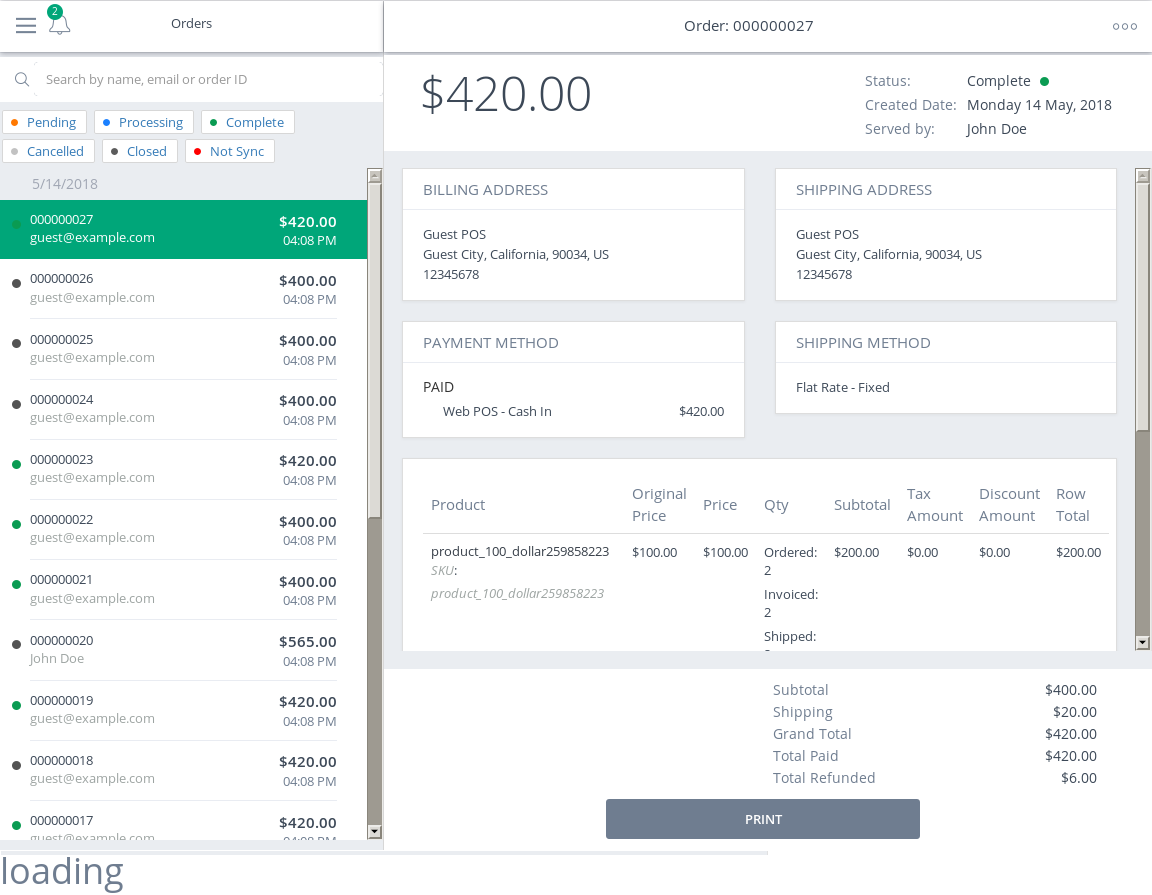 2
Orders
Order: 000000027
Search by name, email or order ID
Pending
Processing
Complete
Cancelled
Closed
Not Sync
5/14/2018
000000027
$420.00
guest@example.com
04:08 PM
000000026
$400.00
guest@example.com
04:08 PM
000000025
$400.00
guest@example.com
04:08 PM
000000024
$400.00
guest@example.com
04:08 PM
000000023
$420.00
guest@example.com
04:08 PM
000000022
$400.00
guest@example.com
04:08 PM
000000021
$400.00
guest@example.com
04:08 PM
000000020
$565.00
John Doe
04:08 PM
000000019
$420.00
guest@example.com
04:08 PM
000000018
$420.00
guest@example.com
04:08 PM
000000017
$420.00
guest@example.com
04:08 PM
$420.00
Status: Complete
Created Date: Monday 14 May, 2018
Served by: John Doe
BILLING ADDRESS
Guest POS
Guest City, California, 90034, US
12345678
SHIPPING ADDRESS
Guest POS
Guest City, California, 90034, US
12345678
PAYMENT METHOD
PAID
Web POS - Cash In $420.00
SHIPPING METHOD
Flat Rate - Fixed
Product
Original
Price
Price
Qty
Subtotal
Tax
Amount
Discount
Amount
Row
Total
product_100_dollar259858223
SKU:
product_100_dollar259858223
$100.00
$100.00
Ordered:
2
Invoiced:
2
Shipped:
$200.00
$0.00
$0.00
$200.00
Subtotal $400.00
Shipping $20.00
Grand Total $420.00
Total Paid $420.00
Total Refunded $6.00
PRINT
loading